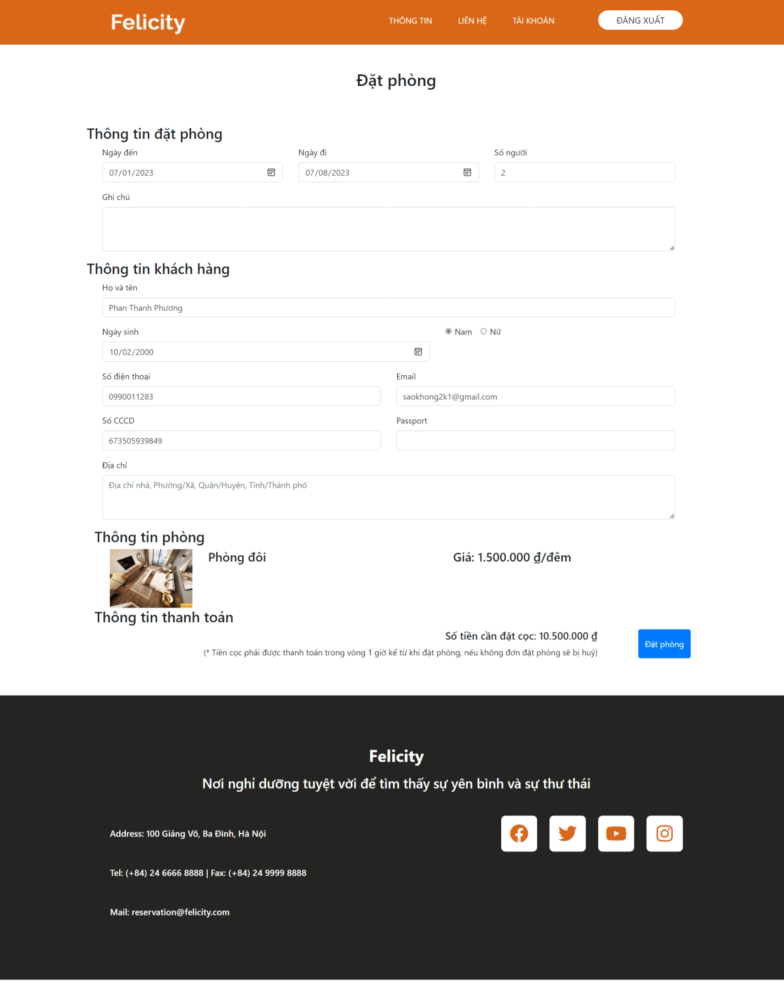 Felicity
THÔNG TIN
LIÊN HỆ
TÀI KHOẢN
ĐĂNG XUẤT
Đặt phòng
Thông tin đặt phòng
Ngày đến
Ngày đi
Số người
07/01/2023
07/08/2023
2
Ghi chú
Thông tin khách hàng
Họ và tên
Phan Thanh Phương
Ngày sinh
Nam
Nữ
10/02/2000
Số điện thoại
Email
0990011283
saokhong2k1@gmail.com
Số CCCD
Passport
673505939849
Địa chỉ
Địa chỉ nhà, Phường/Xã, Quận/Huyện, Tỉnh/Thành phố
Thông tin phòng
Phòng đôi
Giá: 1.500.000 ₫/đêm
Thông tin thanh toán
Số tiền cần đặt cọc: 10.500.000 ₫
(* Tiền cọc phải được thanh toán trong vòng 1 giờ kể từ khi đặt phòng, nếu không đơn đặt phòng sẽ bị huỷ)
Đặt phòng
Felicity
Nơi nghỉ dưỡng tuyệt vời để tìm thấy sự yên bình và sự thư thái
Address: 100 Giảng Võ, Ba Đình, Hà Nội
Tel: (+84) 24 6666 8888 | Fax: (+84) 24 9999 8888
Mail: reservation@felicity.com